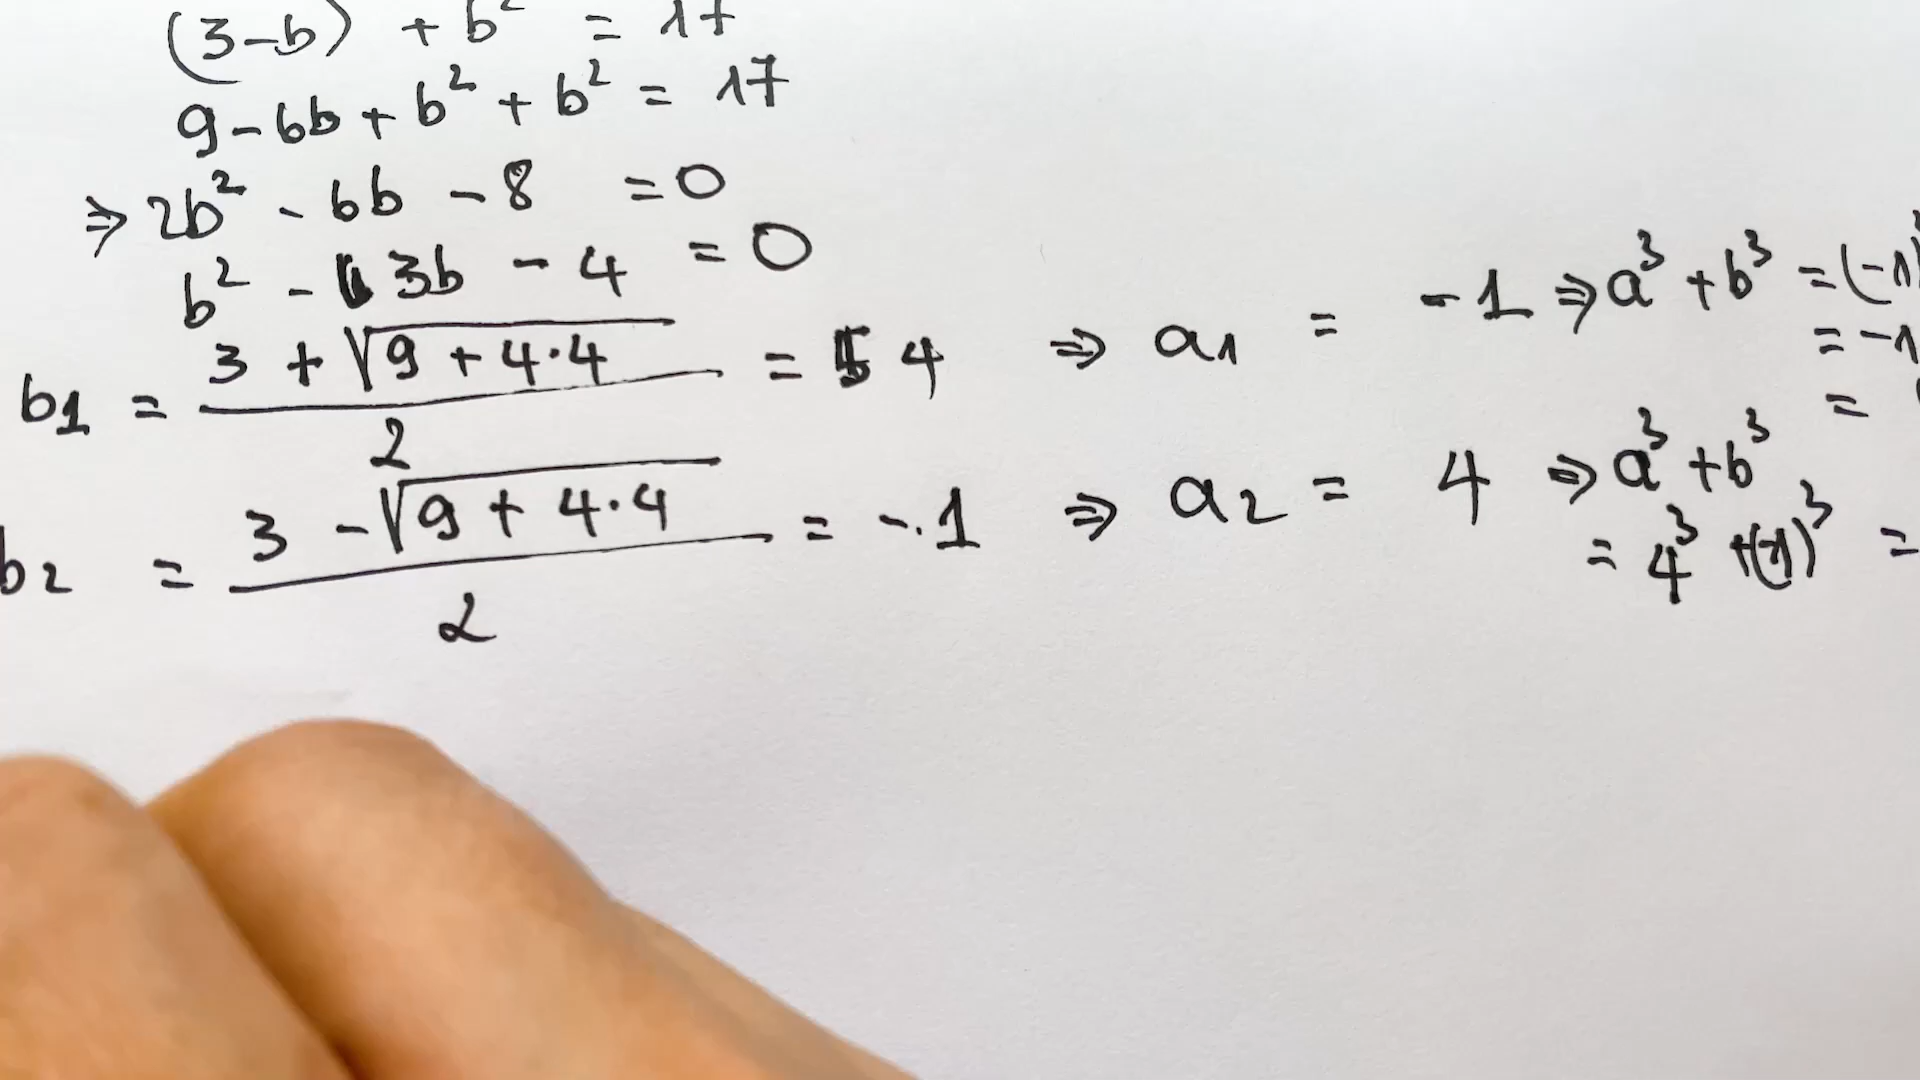 (3-b) + b² = 17
9 - 6b + b² + b² = 17
⇒ 2b² - 6b - 8 = 0
b² - 3b - 4 = 0
b1 = (3 + √(9 + 4·4))/2 = 4 ⇒ a1 = -1 ⇒ a³ + b³ = (-1)
= -1
=
b2 = (3 - √(9 + 4·4))/2 = -1 ⇒ a2 = 4 ⇒ a³ + b³
= 4³ + (-1)³ =